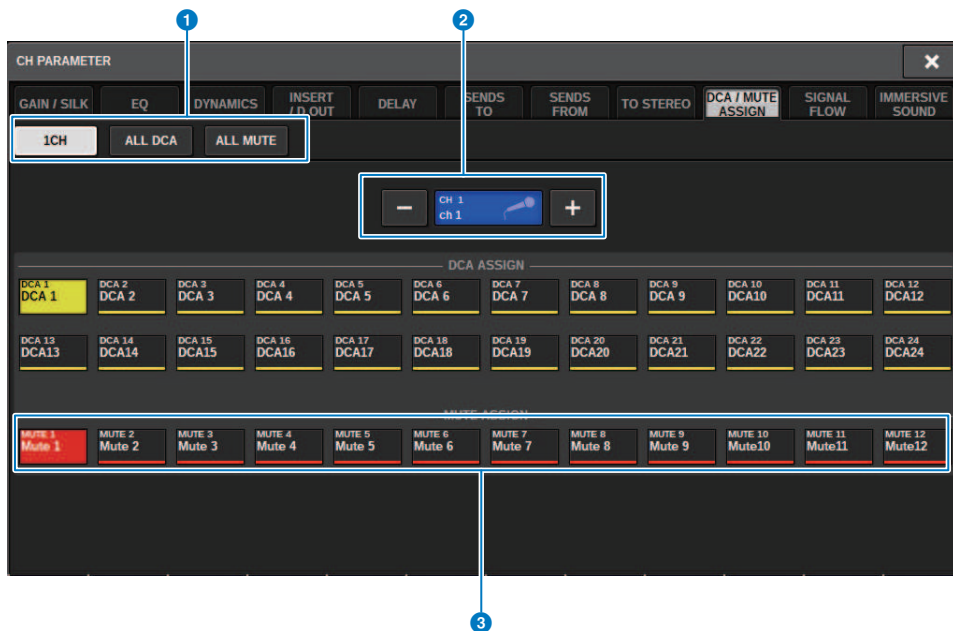 1
2
CH PARAMETER
×
GAIN / SILK
EQ
DYNAMICS
INSERT
/ D.OUT
DELAY
SENDS
TO
SENDS
FROM
TO STEREO
DCA / MUTE
ASSIGN
SIGNAL
FLOW
IMMERSIVE
SOUND
1CH
ALL DCA
ALL MUTE
−
CH 1
ch 1
+
DCA ASSIGN
DCA 1
DCA 1
DCA 2
DCA 2
DCA 3
DCA 3
DCA 4
DCA 4
DCA 5
DCA 5
DCA 6
DCA 6
DCA 7
DCA 7
DCA 8
DCA 8
DCA 9
DCA 9
DCA 10
DCA10
DCA 11
DCA11
DCA 12
DCA12
DCA 13
DCA13
DCA 14
DCA14
DCA 15
DCA15
DCA 16
DCA16
DCA 17
DCA17
DCA 18
DCA18
DCA 19
DCA19
DCA 20
DCA20
DCA 21
DCA21
DCA 22
DCA22
DCA 23
DCA23
DCA 24
DCA24
MUTE ASSIGN
MUTE 1
Mute 1
MUTE 2
Mute 2
MUTE 3
Mute 3
MUTE 4
Mute 4
MUTE 5
Mute 5
MUTE 6
Mute 6
MUTE 7
Mute 7
MUTE 8
Mute 8
MUTE 9
Mute 9
MUTE 10
Mute10
MUTE 11
Mute11
MUTE 12
Mute12
3